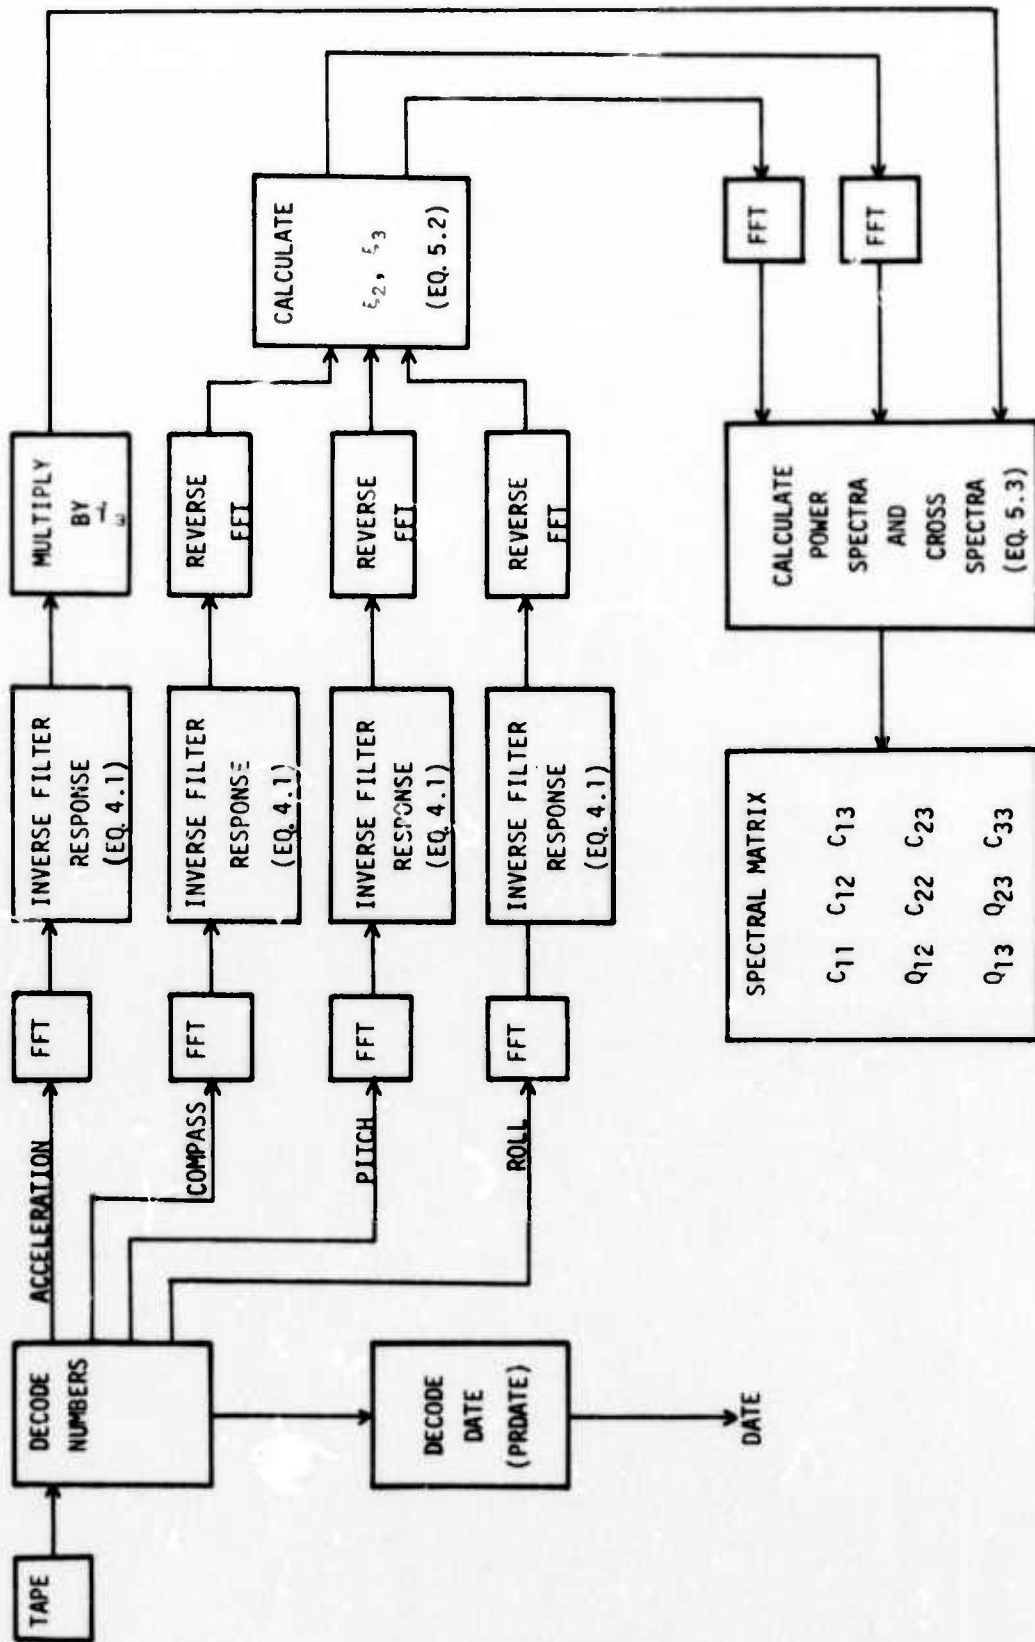 TAPE
DECODE
NUMBERS
DECODE
DATE
(PRDATE)
DATE
ACCELERATION
COMPASS
PITCH
ROLL
FFT
FFT
FFT
FFT
INVERSE FILTER
RESPONSE
(EQ. 4.1)
INVERSE FILTER
RESPONSE
(EQ. 4.1)
INVERSE FILTER
RESPONSE
(EQ. 4.1)
INVERSE FILTER
RESPONSE
(EQ. 4.1)
MULTIPLY
BY
REVERSE
FFT
REVERSE
FFT
REVERSE
FFT
CALCULATE
ξ2, ξ3
(EQ. 5.2)
FFT
FFT
CALCULATE
POWER
SPECTRA
AND
CROSS
SPECTRA
(EQ. 5.3)
SPECTRAL MATRIX
C11 C12 C13
Q12 C22 C23
Q13 Q23 C33